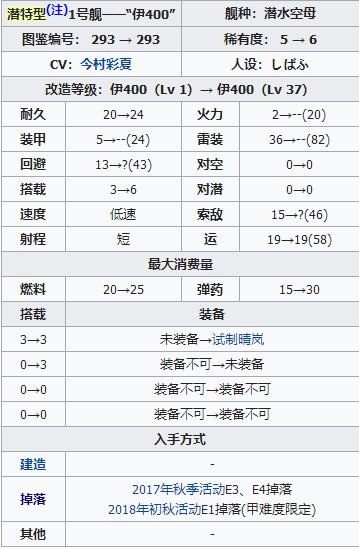 潜特型(注)1号舰——“伊400” 舰种：潜水空母
图鉴编号： 293 → 293 稀有度： 5 → 6
CV：今村彩夏 人设：しばふ
改造等级：伊400（Lv 1）→ 伊400（Lv 37）
耐久 20→24 火力 2→--(20)
装甲 5→--(24) 雷装 36→--(82)
回避 13→?(43) 对空 0→0
搭载 3→6 对潜 0→0
速度 低速 索敌 15→?(46)
射程 短 运 19→19(58)
最大消费量
燃料 20→25 弹药 15→30
搭载 装备
3→3 未装备→试制晴岚
0→3 装备不可→未装备
0→0 装备不可→装备不可
0→0 装备不可→装备不可
入手方式
建造 -
掉落 2017年秋季活动E3、E4掉落
2018年初秋活动E1掉落(甲难度限定)
其他 -